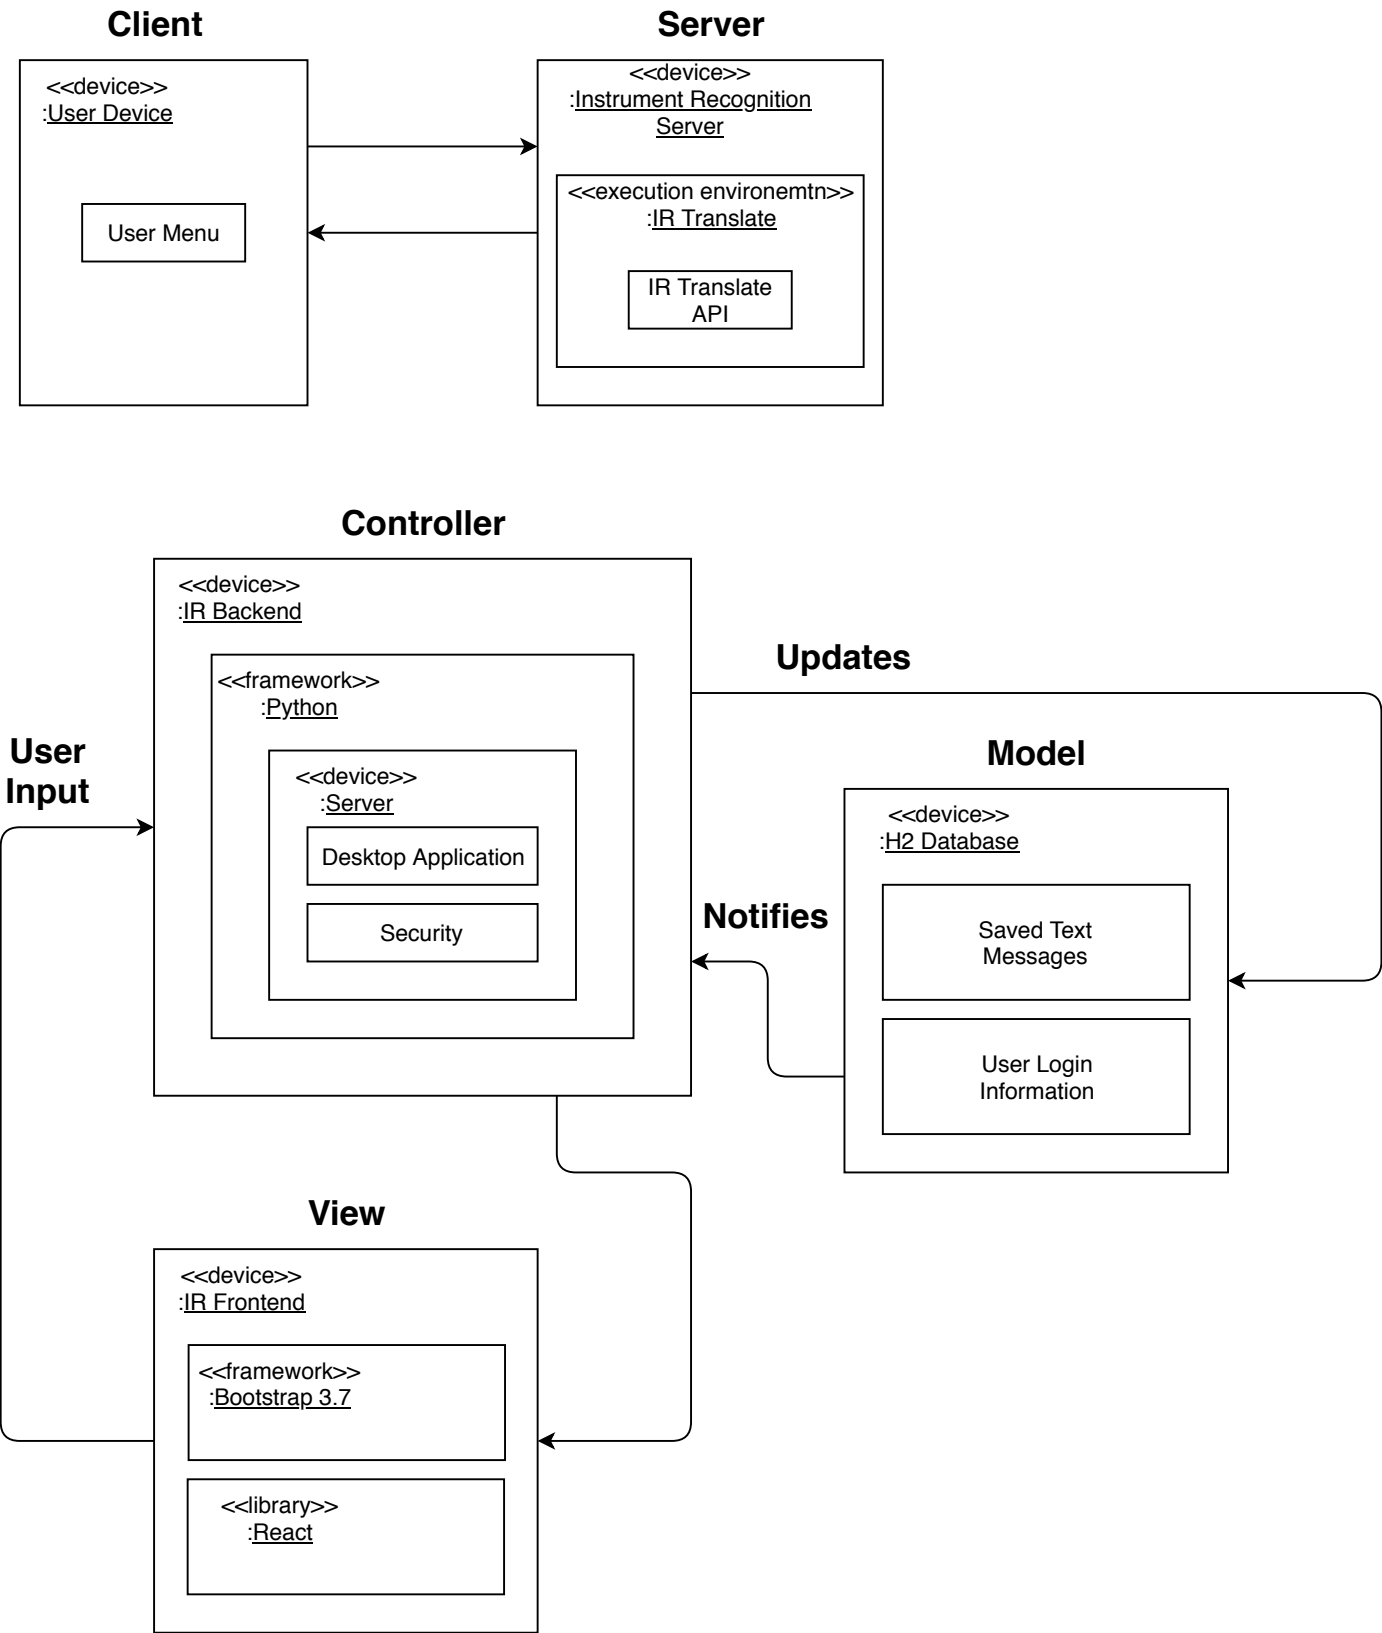 Client
Server
<<device>>
:User Device
User Menu
<<device>>
:Instrument Recognition
Server
<<execution environemtn>>
:IR Translate
IR Translate
API
Controller
<<device>>
:IR Backend
<<framework>>
:Python
<<device>>
:Server
Desktop Application
Security
Updates
User
Input
Model
<<device>>
:H2 Database
Saved Text
Messages
User Login
Information
Notifies
View
<<device>>
:IR Frontend
<<framework>>
:Bootstrap 3.7
<<library>>
:React